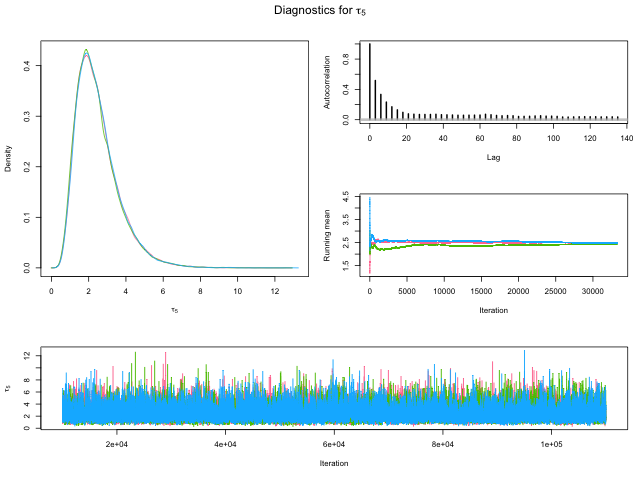 Diagnostics for τ₅
Density
0.0 0.1 0.2 0.3 0.4
0 2 4 6 8 10 12
τ₅
Autocorrelation
0.0 0.4 0.8
0 20 40 60 80 100 120 140
Lag
Running mean
1.5 2.5 3.5 4.5
0 5000 10000 15000 20000 25000 30000
Iteration
τ₅
0 2 4 6 8 12
2e+04 4e+04 6e+04 8e+04 1e+05
Iteration